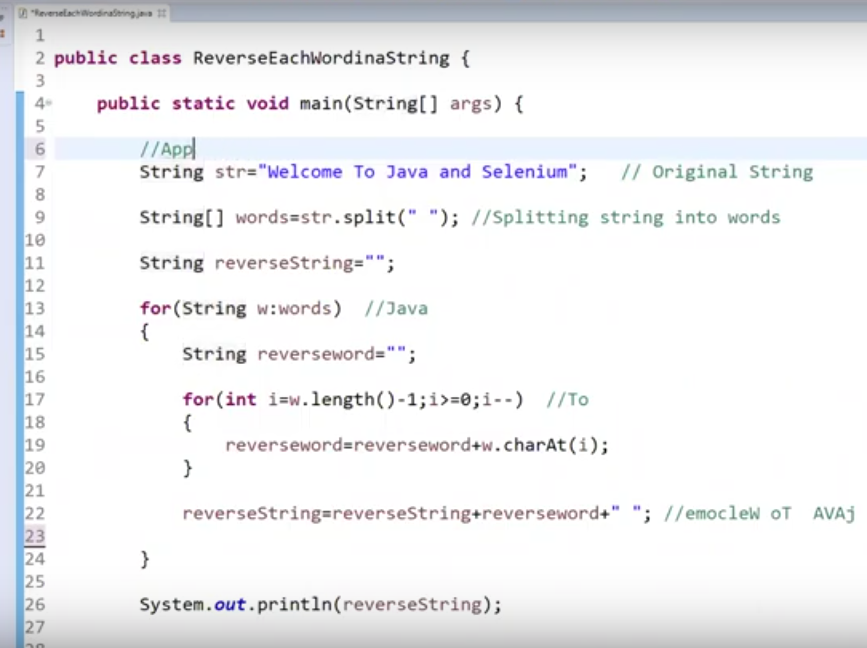 *ReverseEachWordinaString.java
1
2 public class ReverseEachWordinaString {
3
4 public static void main(String[] args) {
5
6 //App
7 String str="Welcome To Java and Selenium"; // Original String
8
9 String[] words=str.split(" "); //Splitting string into words
10
11 String reverseString="";
12
13 for(String w:words) //Java
14 {
15 String reverseword="";
16
17 for(int i=w.length()-1;i>=0;i--) //To
18 {
19 reverseword=reverseword+w.charAt(i);
20 }
21
22 reverseString=reverseString+reverseword+" "; //emocleW oT AVAj
23
24 }
25
26 System.out.println(reverseString);
27